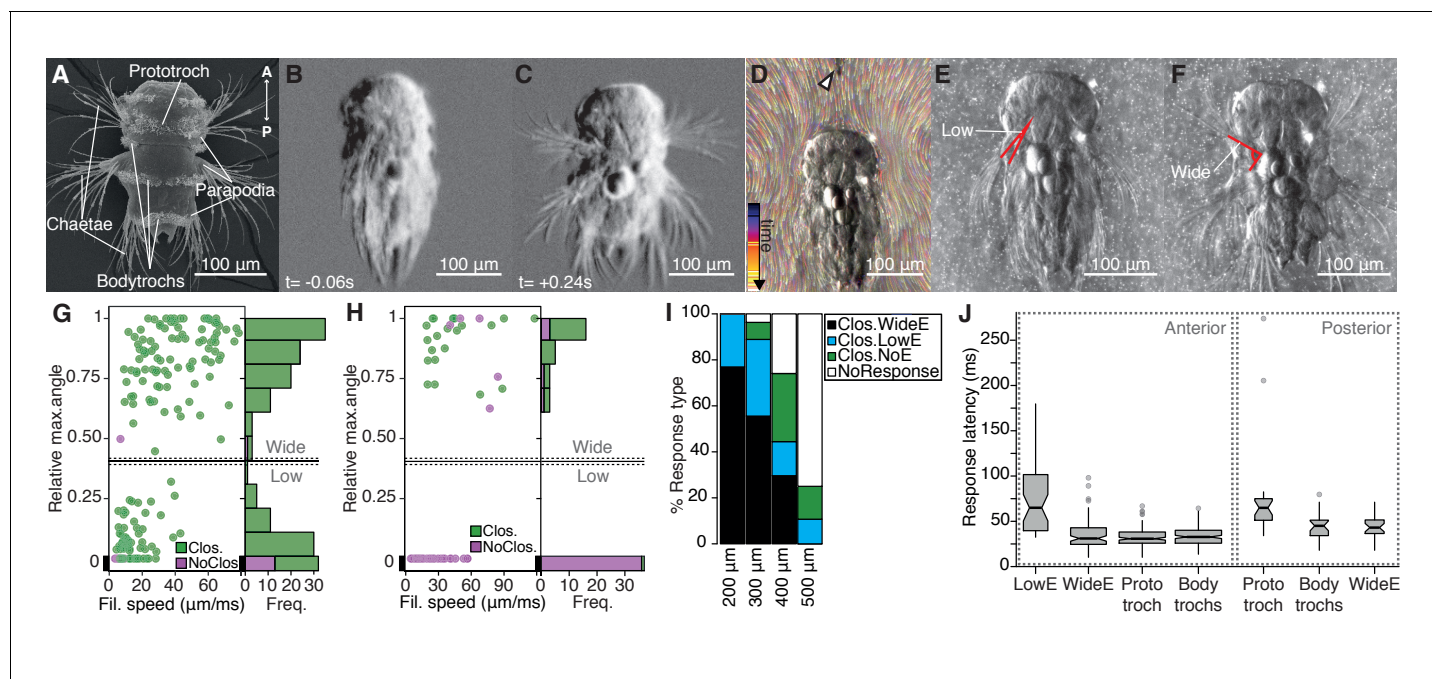 A
Prototroch
A
P
Parapodia
Chaetae
Bodytrochs
100 µm
B
t= -0.06s
100 µm
C
t= +0.24s
100 µm
D
time
100 µm
E
Low
100 µm
F
Wide
100 µm
G
Relative max.angle
1
0.75
0.50
0.25
0
Wide
Low
Clos.
NoClos
0 20 40 60
0 10 20 30
Fil. speed (µm/ms)
Freq.
H
Relative max.angle
1
0.75
0.50
0.25
0
Wide
Low
Clos.
NoClos.
0 30 60 90
0 10 20 30
Fil. speed (µm/ms)
Freq.
I
% Response type
100
80
60
40
20
0
200 µm
300 µm
400 µm
500 µm
Clos.WideE
Clos.LowE
Clos.NoE
NoResponse
J
Response latency (ms)
250
200
150
100
50
0
Anterior
Posterior
LowE
WideE
Proto
troch
Body
trochs
Proto
troch
Body
trochs
WideE